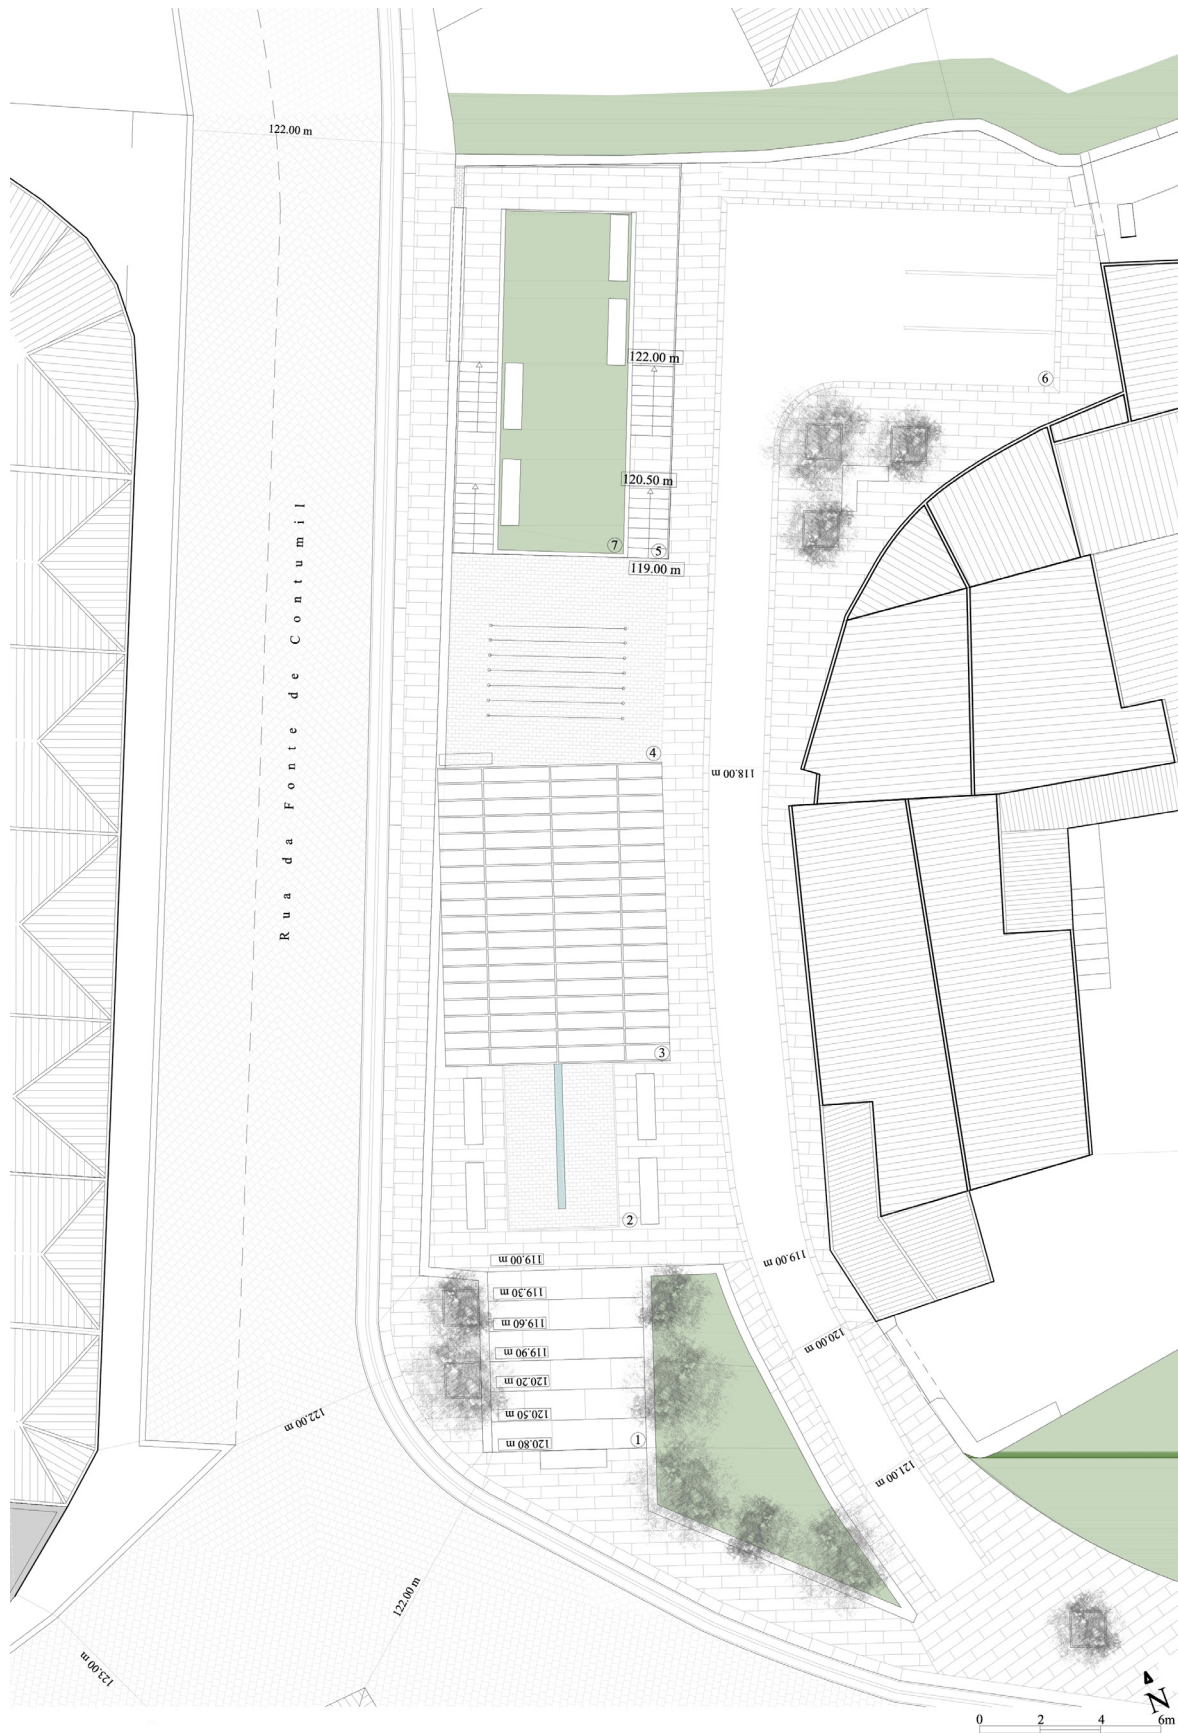 122.00 m
Rua da Fonte de Contumil
122.00 m
6
120.50 m
7
5
119.00 m
4
118.00 m
3
2
119.00 m
119.00 m
119.30 m
119.60 m
120.00 m
119.90 m
120.20 m
120.50 m
122.00 m
120.80 m
1
121.00 m
122.00 m
123.00 m
N
0 2 4 6m